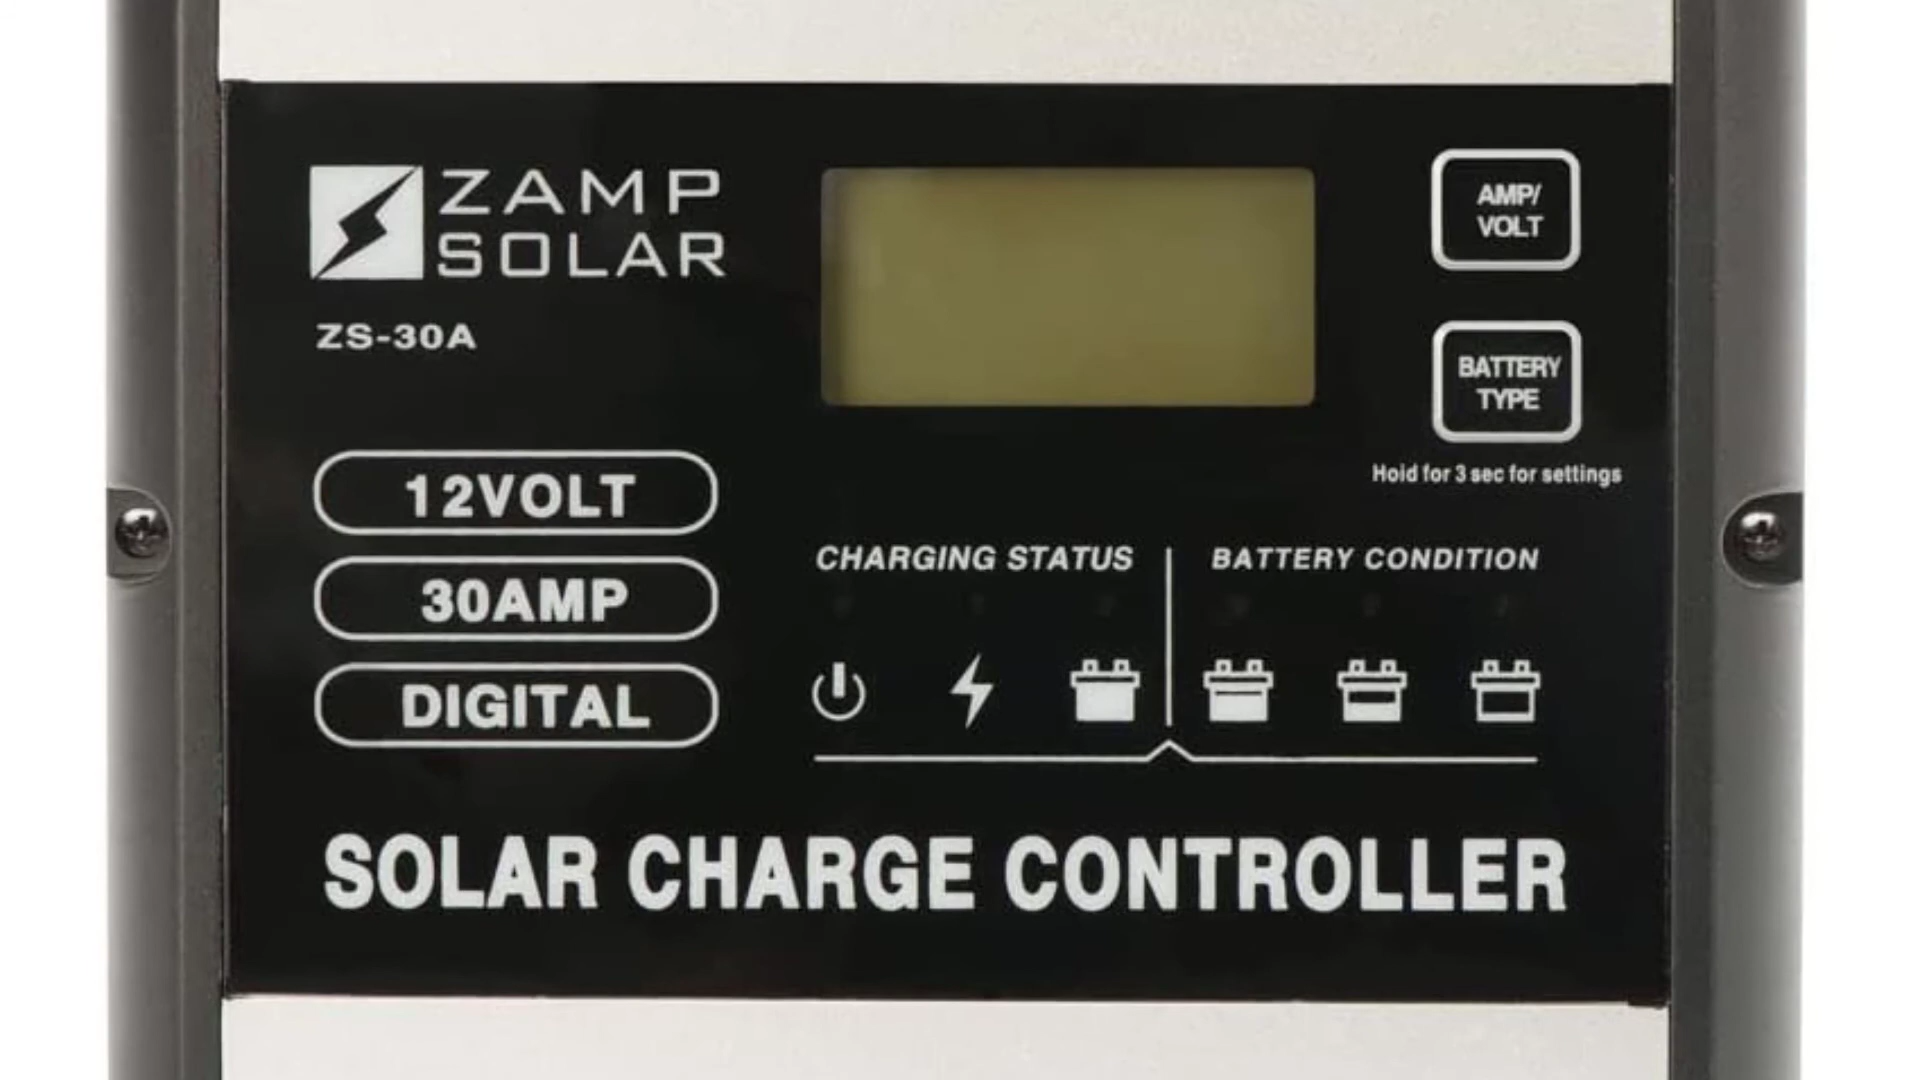 ZAMP
SOLAR
ZS-30A
12VOLT
30AMP
DIGITAL
AMP/
VOLT
BATTERY
TYPE
Hold for 3 sec for settings
CHARGING STATUS
BATTERY CONDITION
SOLAR CHARGE CONTROLLER